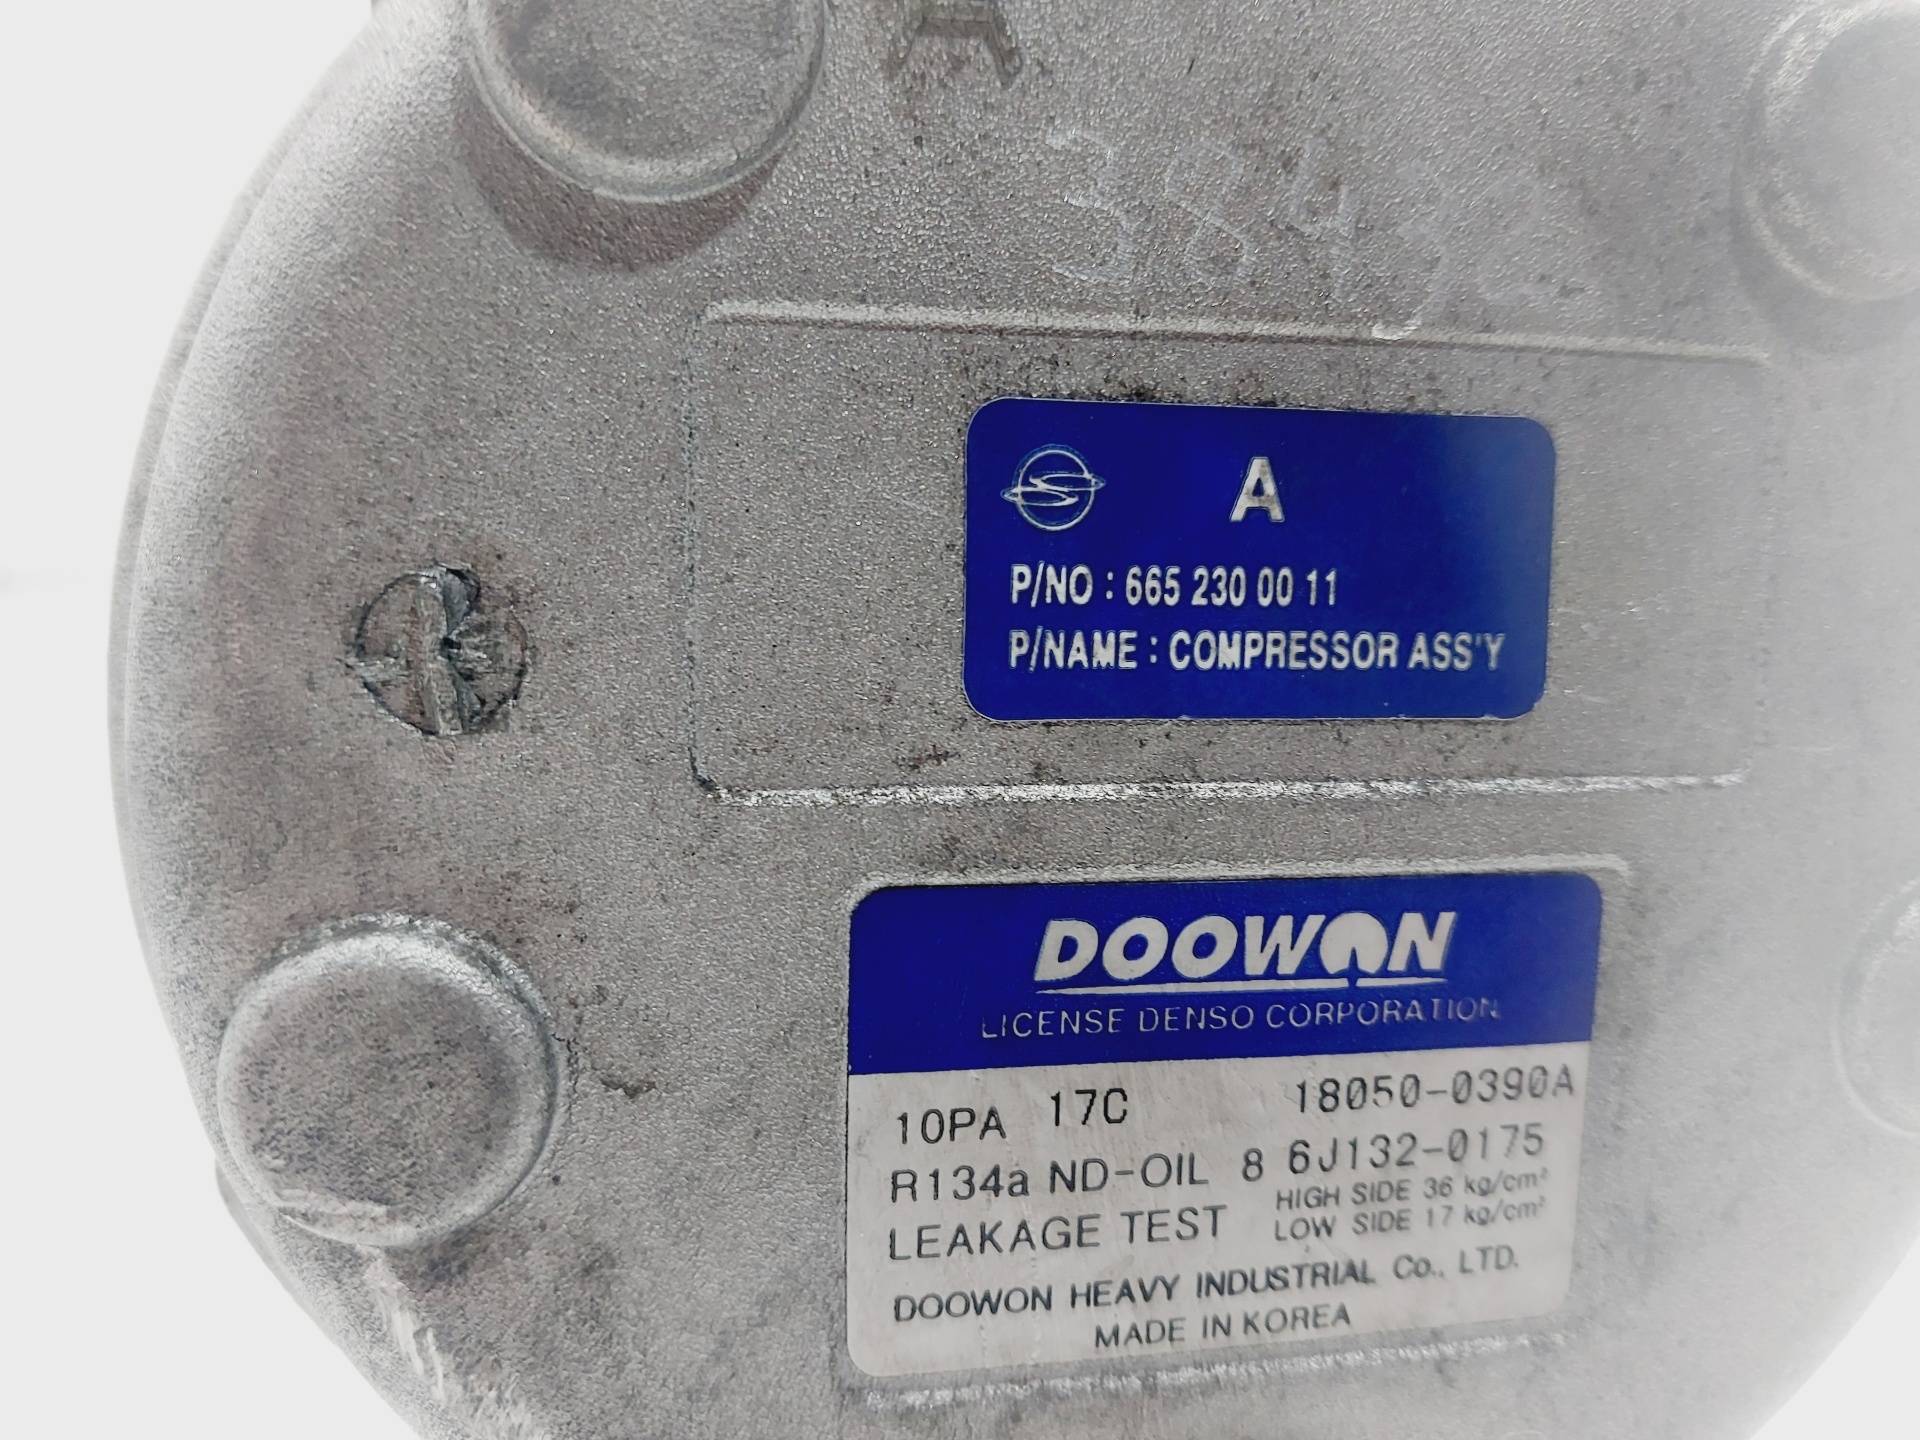 A
P/NO : 665 230 00 11
P/NAME : COMPRESSOR ASS'Y
DOOWON
LICENSE DENSO CORPORATION
10PA 17C 18050-0390A
R134a ND-OIL 8 6J132-0175
LEAKAGE TEST HIGH SIDE 36 kg/cm²
LOW SIDE 17 kg/cm²
DOOWON HEAVY INDUSTRIAL Co., LTD.
MADE IN KOREA